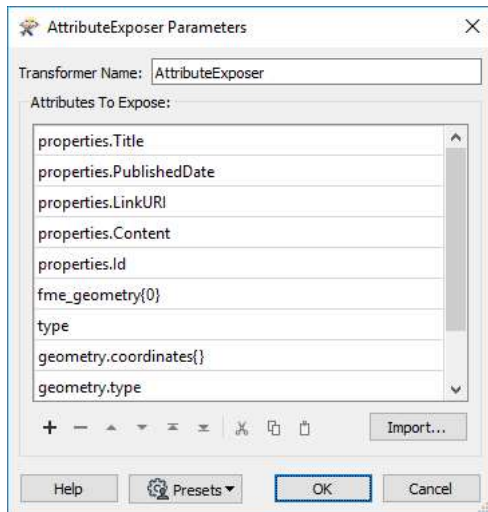 AttributeExposer Parameters
Transformer Name: AttributeExposer
Attributes To Expose:
properties.Title
properties.PublishedDate
properties.LinkURI
properties.Content
properties.Id
fme_geometry{0}
type
geometry.coordinates{}
geometry.type
Import...
Help Presets OK Cancel